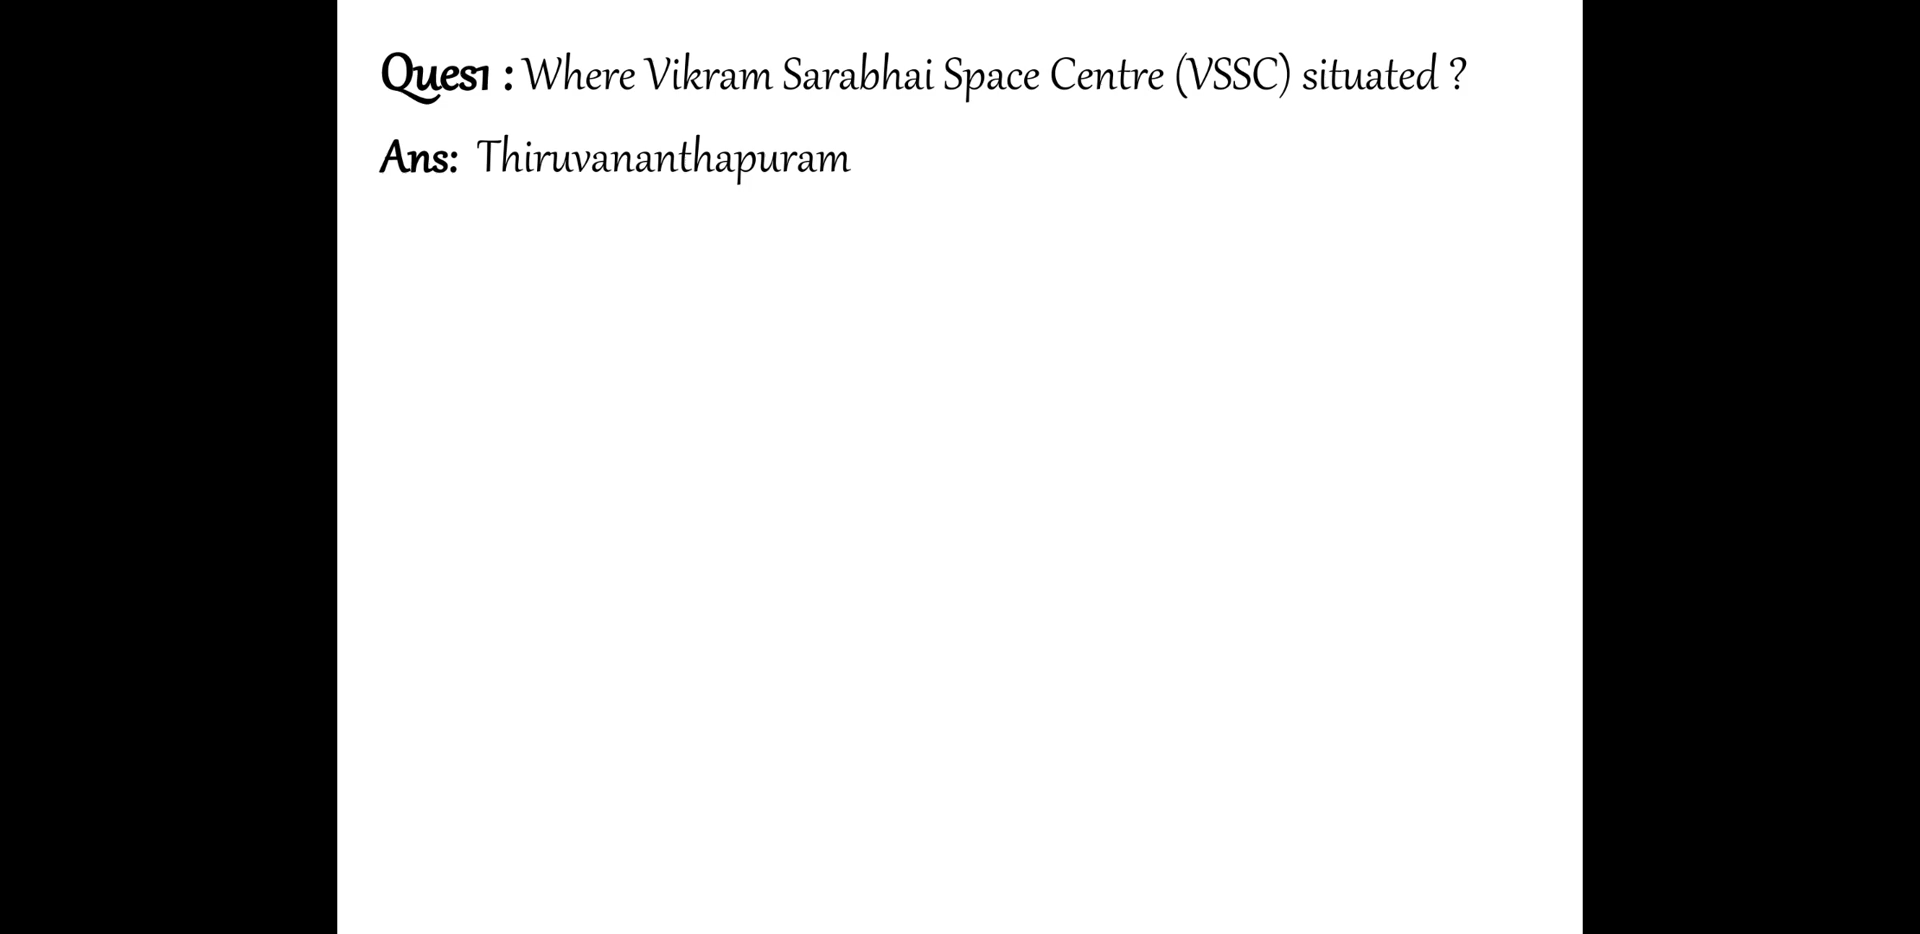 Ques1 : Where Vikram Sarabhai Space Centre (VSSC) situated ?
Ans: Thiruvananthapuram